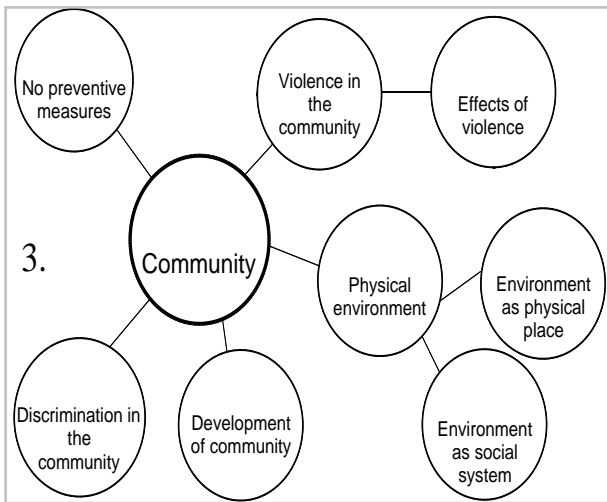 No preventive
measures
Violence in
the
community
Effects of
violence
3.
Community
Physical
environment
Environment
as physical
place
Discrimination in
the
community
Development
of community
Environment
as social
system